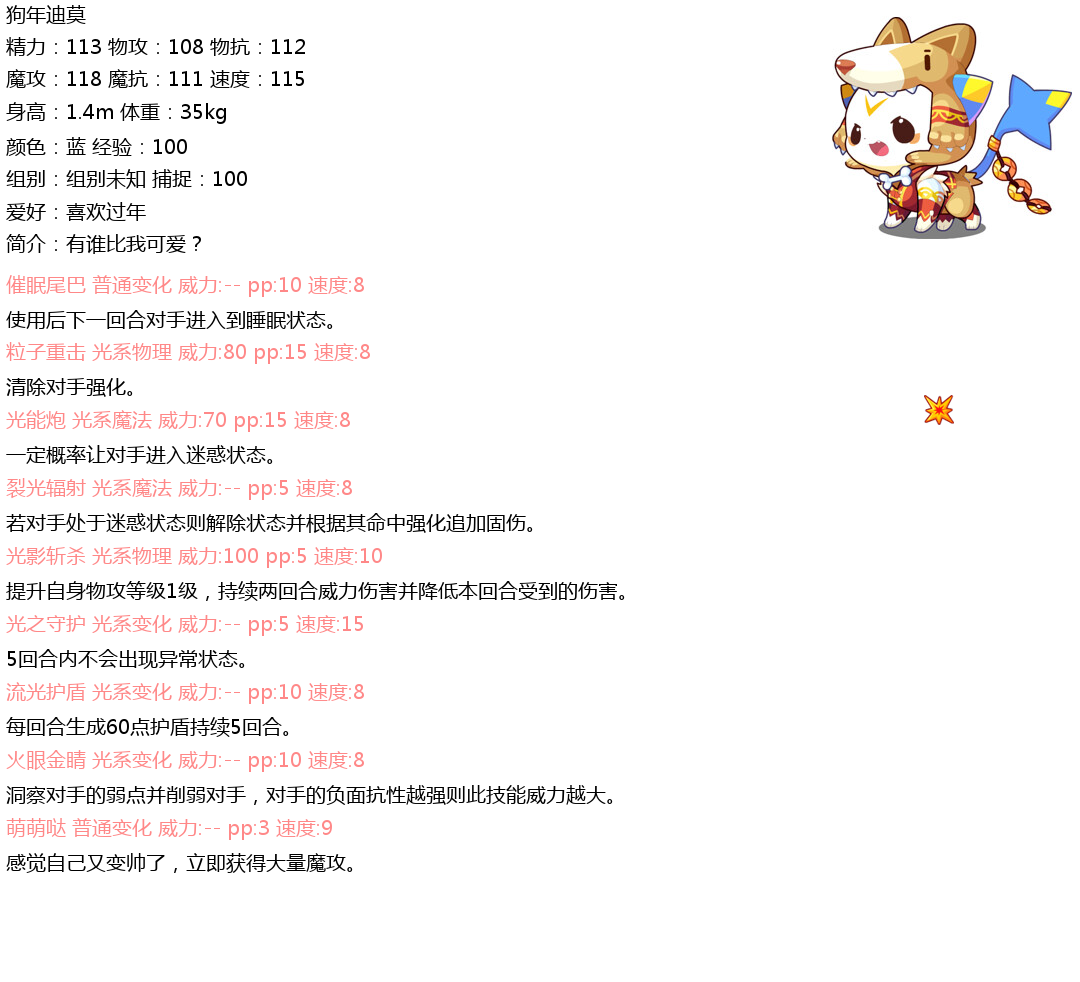 狗年迪莫
精力：113 物攻：108 物抗：112
魔攻：118 魔抗：111 速度：115
身高：1.4m 体重：35kg
颜色：蓝 经验：100
组别：组别未知 捕捉：100
爱好：喜欢过年
简介：有谁比我可爱？
催眠尾巴 普通变化 威力:-- pp:10 速度:8
使用后下一回合对手进入到睡眠状态。
粒子重击 光系物理 威力:80 pp:15 速度:8
清除对手强化。
光能炮 光系魔法 威力:70 pp:15 速度:8
一定概率让对手进入迷惑状态。
裂光辐射 光系魔法 威力:-- pp:5 速度:8
若对手处于迷惑状态则解除状态并根据其命中强化追加固伤。
光影斩杀 光系物理 威力:100 pp:5 速度:10
提升自身物攻等级1级，持续两回合威力伤害并降低本回合受到的伤害。
光之守护 光系变化 威力:-- pp:5 速度:15
5回合内不会出现异常状态。
流光护盾 光系变化 威力:-- pp:10 速度:8
每回合生成60点护盾持续5回合。
火眼金睛 光系变化 威力:-- pp:10 速度:8
洞察对手的弱点并削弱对手，对手的负面抗性越强则此技能威力越大。
萌萌哒 普通变化 威力:-- pp:3 速度:9
感觉自己又变帅了，立即获得大量魔攻。